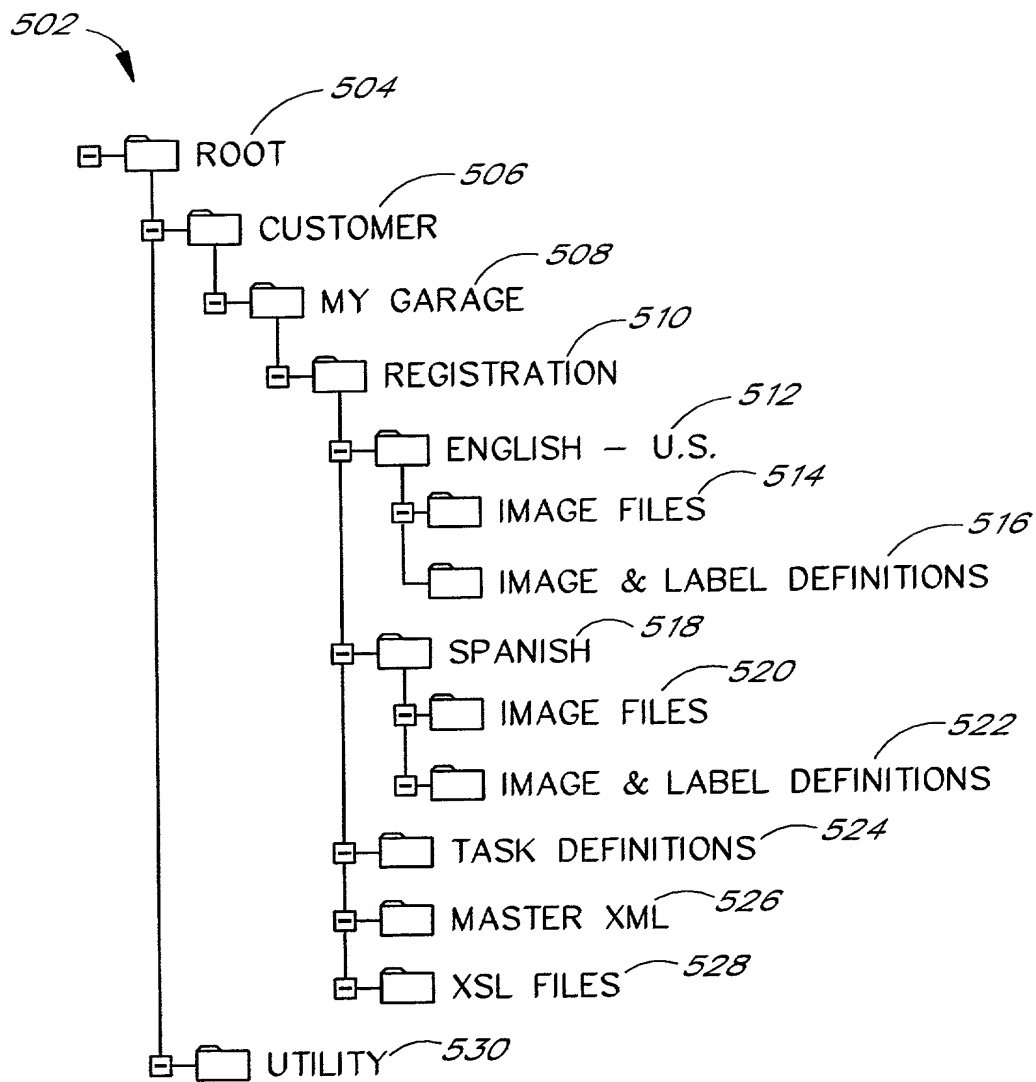 502
504
ROOT
506
CUSTOMER
508
MY GARAGE
510
REGISTRATION
512
ENGLISH – U.S.
514
IMAGE FILES
516
IMAGE & LABEL DEFINITIONS
518
SPANISH
520
IMAGE FILES
522
IMAGE & LABEL DEFINITIONS
524
TASK DEFINITIONS
526
MASTER XML
528
XSL FILES
530
UTILITY